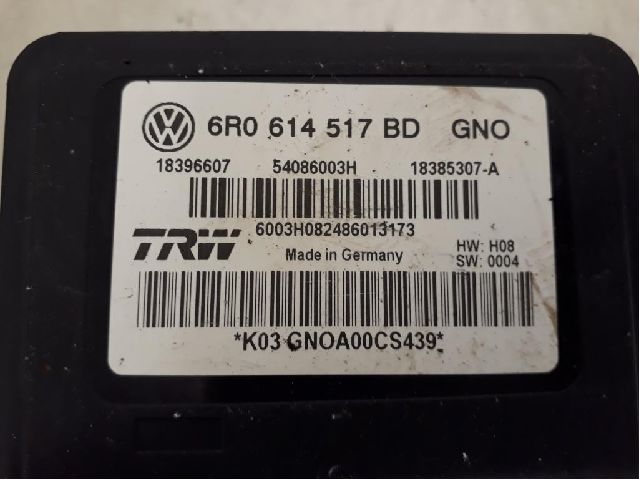 6R0 614 517 BD GNO
18396607 54086003H 18385307-A
6003H082486013173
TRW Made in Germany HW: H08
SW: 0004
*K03 GNOA00CS439*